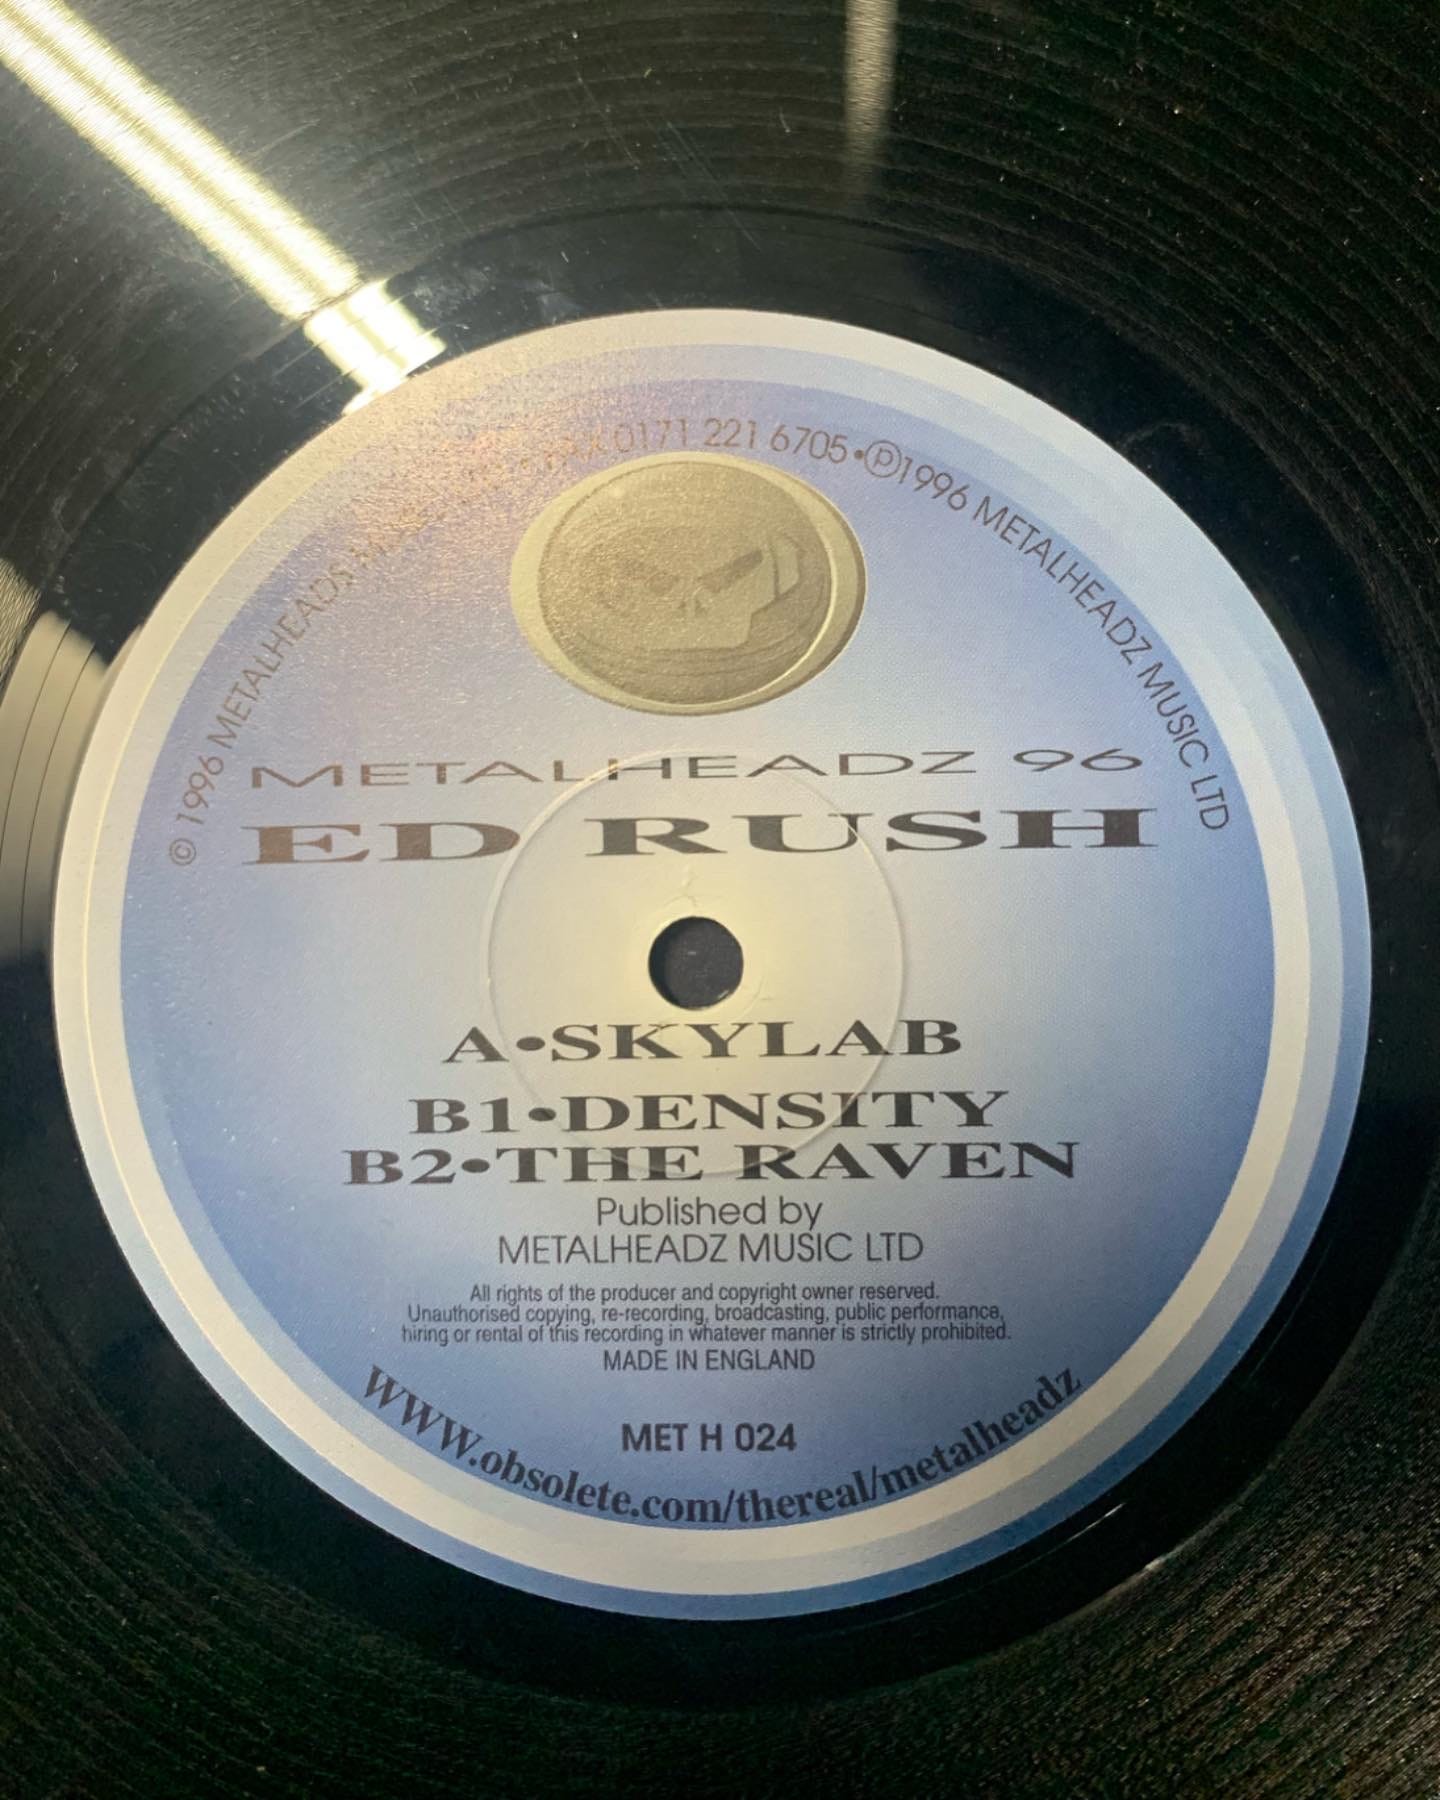 © 1996 METALHEADS
FAX 0171 221 6705 • ℗1996 METALHEADZ MUSIC LTD
METALHEADZ 96
ED RUSH
A•SKYLAB
B1•DENSITY
B2•THE RAVEN
Published by
METALHEADZ MUSIC LTD
All rights of the producer and copyright owner reserved.
Unauthorised copying, re-recording, broadcasting, public performance,
hiring or rental of this recording in whatever manner is strictly prohibited.
MADE IN ENGLAND
MET H 024
www.obsolete.com/thereal/metalheadz